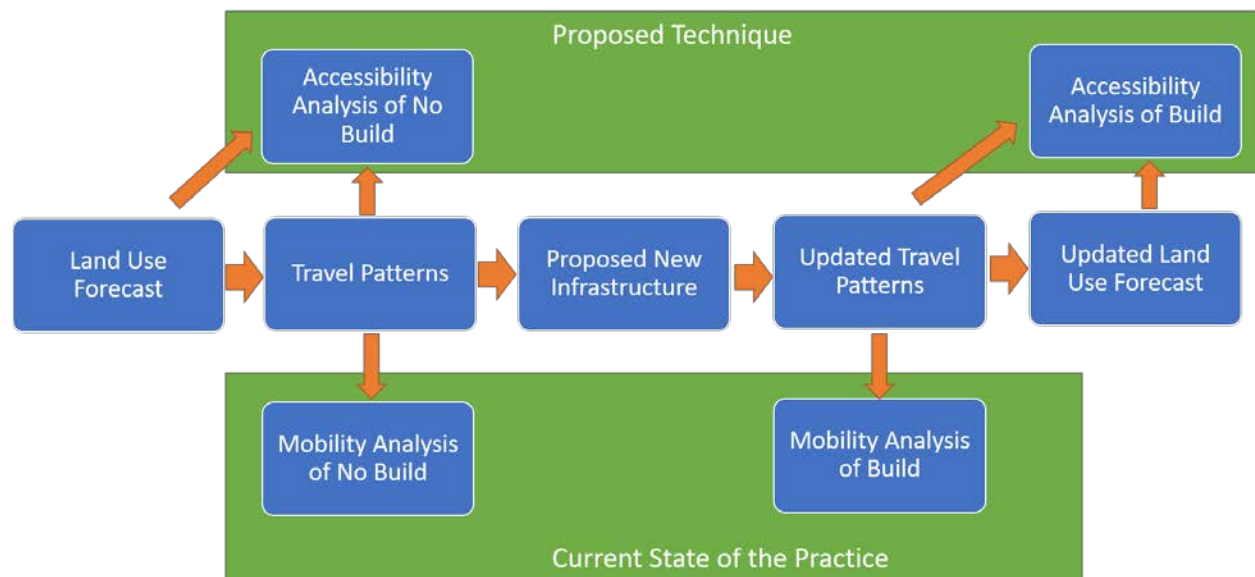 Proposed Technique
Accessibility
Analysis of No
Build
Accessibility
Analysis of Build
Land Use
Forecast
Travel Patterns
Proposed New
Infrastructure
Updated Travel
Patterns
Updated Land
Use Forecast
Mobility Analysis
of No Build
Mobility Analysis
of Build
Current State of the Practice